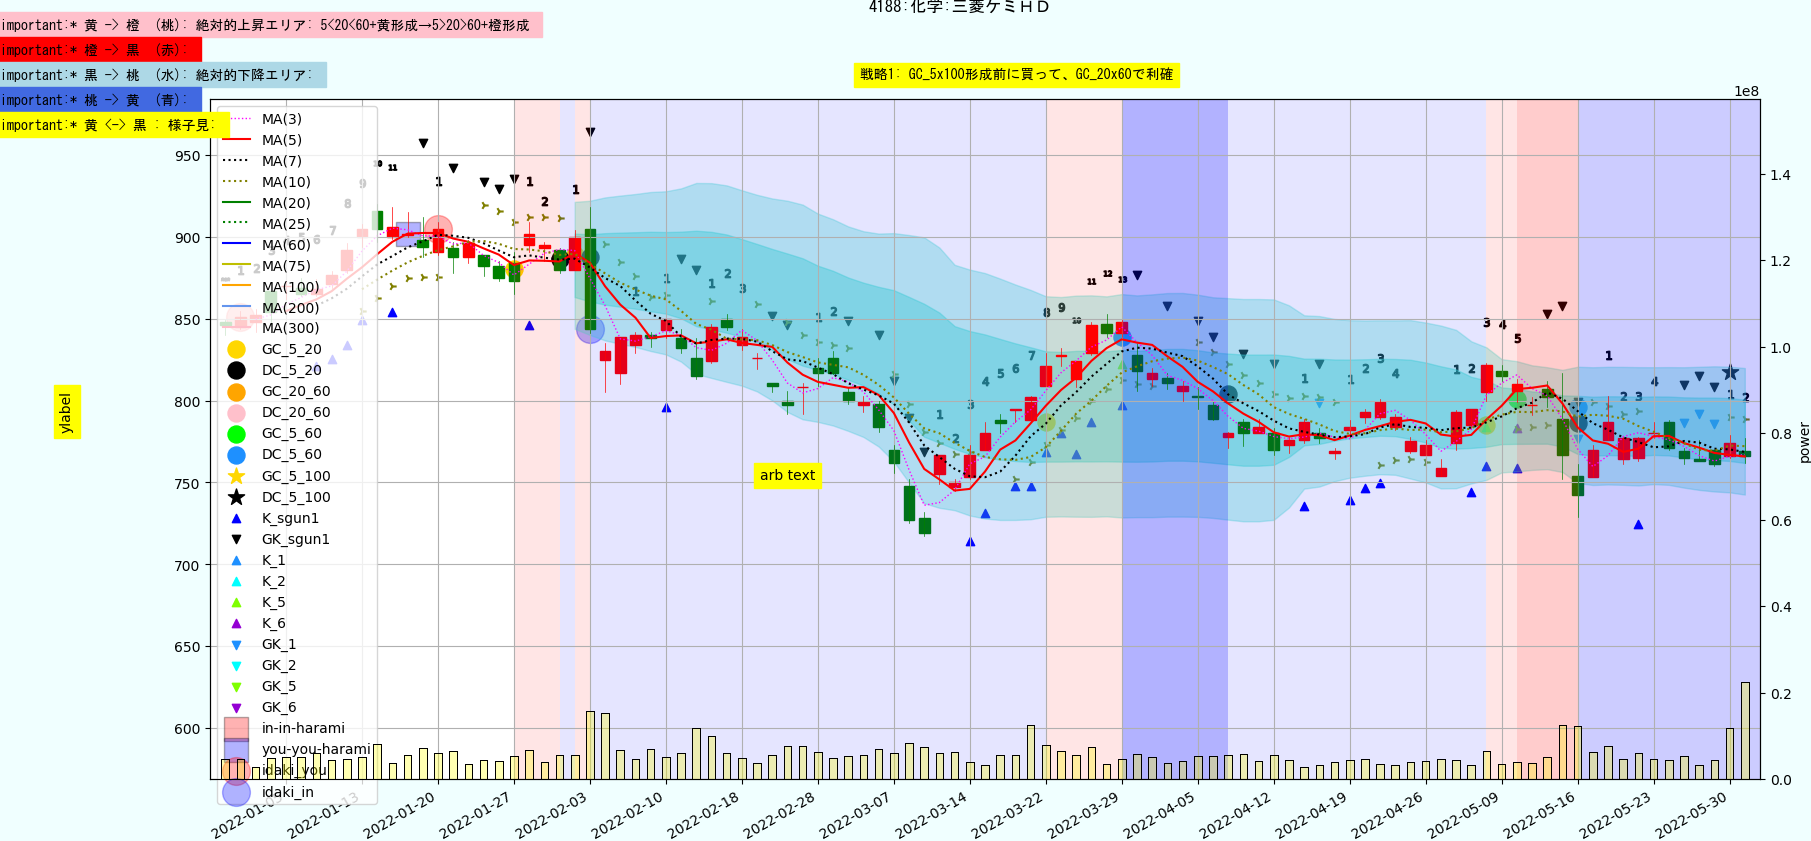 4188:化学:三菱ケミＨＤ
important:* 黄 -> 橙 (桃): 絶対的上昇エリア: 5<20<60+黄形成→5>20>60+橙形成
important:* 橙 -> 黒 (赤):
important:* 黒 -> 桃 (水): 絶対的下降エリア:
important:* 桃 -> 黄 (青):
important:* 黄 <-> 黒 : 様子見:
戦略1: GC_5x100形成前に買って、GC_20x60で利確
1e8
MA(3)
MA(5)
MA(7)
MA(10)
MA(20)
MA(25)
MA(60)
MA(75)
MA(100)
MA(200)
MA(300)
GC_5_20
DC_5_20
GC_20_60
DC_20_60
GC_5_60
DC_5_60
GC_5_100
DC_5_100
K_sgun1
GK_sgun1
K_1
K_2
K_5
K_6
GK_1
GK_2
GK_5
GK_6
in-in-harami
you-you-harami
idaki_you
idaki_in
950
900
850
800
750
700
650
600
ylabel
arb text
1.4
1.2
1.0
0.8
0.6
0.4
0.2
0.0
power
2022-01-13
2022-01-20
2022-01-27
2022-02-03
2022-02-10
2022-02-18
2022-02-28
2022-03-07
2022-03-14
2022-03-22
2022-03-29
2022-04-05
2022-04-12
2022-04-19
2022-04-26
2022-05-09
2022-05-16
2022-05-23
2022-05-30